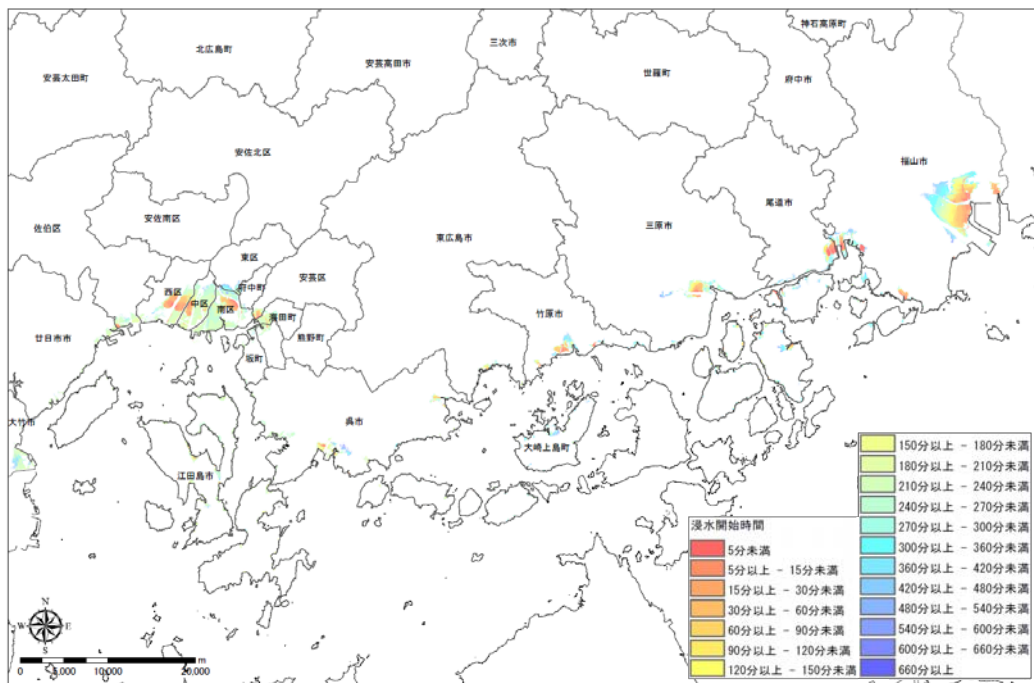 神石高原町
三次市
北広島町
安芸高田市
世羅町
府中市
安芸太田町
安佐北区
福山市
尾道市
安佐南区
三原市
佐伯区
東広島市
東区
安芸区
府中町
西区
中区
南区
海田町
竹原市
廿日市市
熊野町
坂町
呉市
大竹市
大崎上島町
江田島市
浸水開始時間
5分未満
5分以上 - 15分未満
15分以上 - 30分未満
30分以上 - 60分未満
60分以上 - 90分未満
90分以上 - 120分未満
120分以上 - 150分未満
150分以上 - 180分未満
180分以上 - 210分未満
210分以上 - 240分未満
240分以上 - 270分未満
270分以上 - 300分未満
300分以上 - 360分未満
360分以上 - 420分未満
420分以上 - 480分未満
480分以上 - 540分未満
540分以上 - 600分未満
600分以上 - 660分未満
660分以上
N
W E
S
0 5,000 10,000 20,000 m